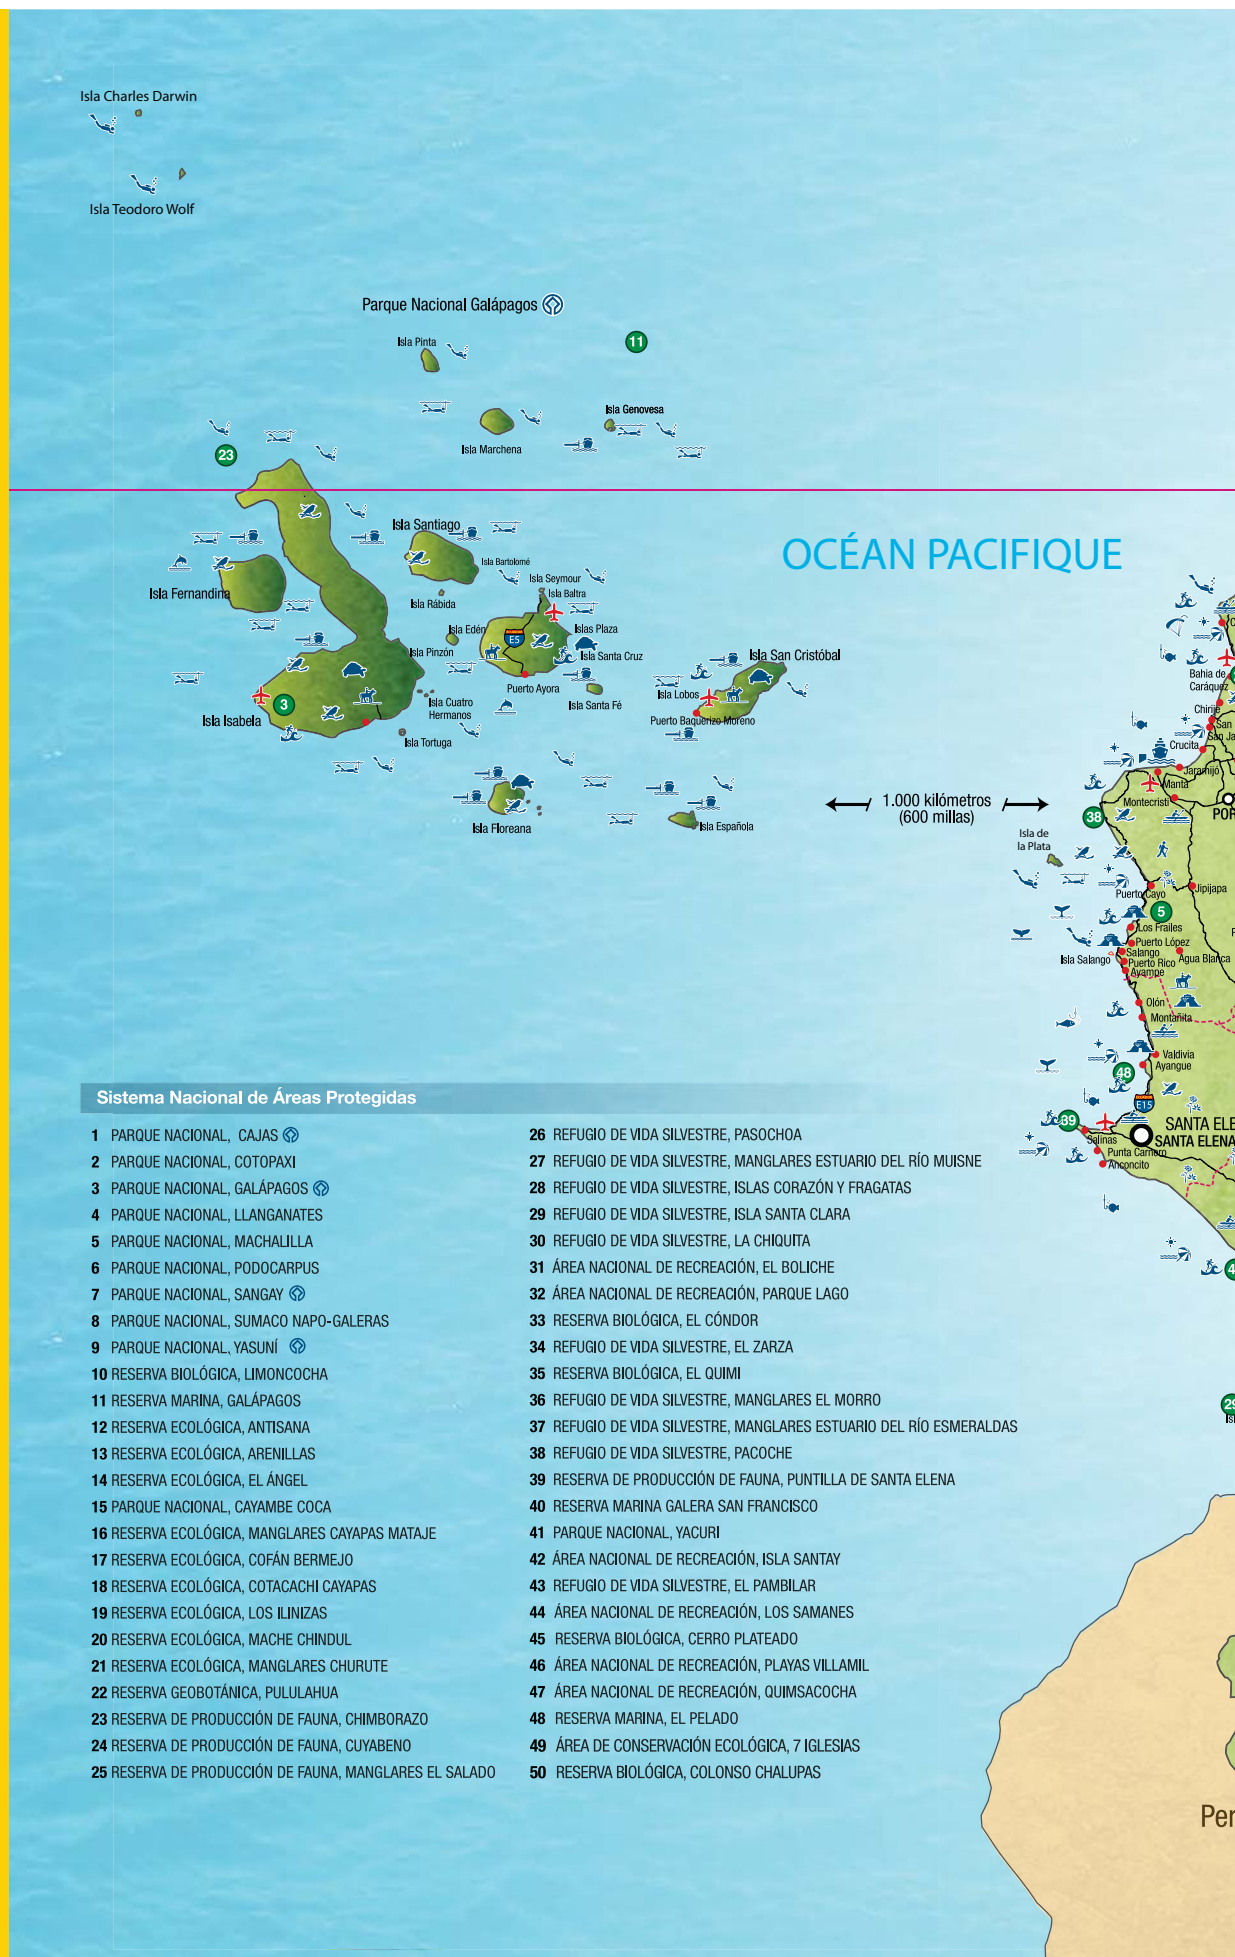 Isla Charles Darwin
Isla Teodoro Wolf
Parque Nacional Galápagos
Isla Pinta
11
Isla Genovesa
Isla Marchena
23
Isla Santiago
OCÉAN PACIFIQUE
Isla Bartolomé
Isla Seymour
Isla Baltra
Isla Fernandina
Isla Rábida
Isla Edén
E5
Islas Plaza
Isla Pinzón
Isla Santa Cruz
Isla San Cristóbal
Puerto Ayora
Isla Lobos
Isla Santa Fé
3
Isla Isabela
Isla Cuatro
Hermanos
Puerto Baquerizo Moreno
Isla Tortuga
Isla Floreana
Isla Española
1.000 kilómetros
(600 millas)
Bahia de
Caráquez
Chirije
San
San Ja
Crucita
Jaramijó
Manta
Montecristi
POR
38
Isla de
la Plata
Puerto Cayo
Jipijapa
5
Los Frailes
Puerto López
Salango
Isla Salango
Puerto Rico
Agua Blanca
Ayampe
Olón
Montañita
Valdivia
Ayangue
48
E15
39
SANTA ELE
SANTA ELENA
Salinas
Punta Carnero
Anconcito
4
29
Isl
Per
Sistema Nacional de Áreas Protegidas
1 PARQUE NACIONAL, CAJAS
2 PARQUE NACIONAL, COTOPAXI
3 PARQUE NACIONAL, GALÁPAGOS
4 PARQUE NACIONAL, LLANGANATES
5 PARQUE NACIONAL, MACHALILLA
6 PARQUE NACIONAL, PODOCARPUS
7 PARQUE NACIONAL, SANGAY
8 PARQUE NACIONAL, SUMACO NAPO-GALERAS
9 PARQUE NACIONAL, YASUNÍ
10 RESERVA BIOLÓGICA, LIMONCOCHA
11 RESERVA MARINA, GALÁPAGOS
12 RESERVA ECOLÓGICA, ANTISANA
13 RESERVA ECOLÓGICA, ARENILLAS
14 RESERVA ECOLÓGICA, EL ÁNGEL
15 PARQUE NACIONAL, CAYAMBE COCA
16 RESERVA ECOLÓGICA, MANGLARES CAYAPAS MATAJE
17 RESERVA ECOLÓGICA, COFÁN BERMEJO
18 RESERVA ECOLÓGICA, COTACACHI CAYAPAS
19 RESERVA ECOLÓGICA, LOS ILINIZAS
20 RESERVA ECOLÓGICA, MACHE CHINDUL
21 RESERVA ECOLÓGICA, MANGLARES CHURUTE
22 RESERVA GEOBOTÁNICA, PULULAHUA
23 RESERVA DE PRODUCCIÓN DE FAUNA, CHIMBORAZO
24 RESERVA DE PRODUCCIÓN DE FAUNA, CUYABENO
25 RESERVA DE PRODUCCIÓN DE FAUNA, MANGLARES EL SALADO
26 REFUGIO DE VIDA SILVESTRE, PASOCHOA
27 REFUGIO DE VIDA SILVESTRE, MANGLARES ESTUARIO DEL RÍO MUISNE
28 REFUGIO DE VIDA SILVESTRE, ISLAS CORAZÓN Y FRAGATAS
29 REFUGIO DE VIDA SILVESTRE, ISLA SANTA CLARA
30 REFUGIO DE VIDA SILVESTRE, LA CHIQUITA
31 ÁREA NACIONAL DE RECREACIÓN, EL BOLICHE
32 ÁREA NACIONAL DE RECREACIÓN, PARQUE LAGO
33 RESERVA BIOLÓGICA, EL CÓNDOR
34 REFUGIO DE VIDA SILVESTRE, EL ZARZA
35 RESERVA BIOLÓGICA, EL QUIMI
36 REFUGIO DE VIDA SILVESTRE, MANGLARES EL MORRO
37 REFUGIO DE VIDA SILVESTRE, MANGLARES ESTUARIO DEL RÍO ESMERALDAS
38 REFUGIO DE VIDA SILVESTRE, PACOCHE
39 RESERVA DE PRODUCCIÓN DE FAUNA, PUNTILLA DE SANTA ELENA
40 RESERVA MARINA GALERA SAN FRANCISCO
41 PARQUE NACIONAL, YACURI
42 ÁREA NACIONAL DE RECREACIÓN, ISLA SANTAY
43 REFUGIO DE VIDA SILVESTRE, EL PAMBILAR
44 ÁREA NACIONAL DE RECREACIÓN, LOS SAMANES
45 RESERVA BIOLÓGICA, CERRO PLATEADO
46 ÁREA NACIONAL DE RECREACIÓN, PLAYAS VILLAMIL
47 ÁREA NACIONAL DE RECREACIÓN, QUIMSACOCHA
48 RESERVA MARINA, EL PELADO
49 ÁREA DE CONSERVACIÓN ECOLÓGICA, 7 IGLESIAS
50 RESERVA BIOLÓGICA, COLONSO CHALUPAS